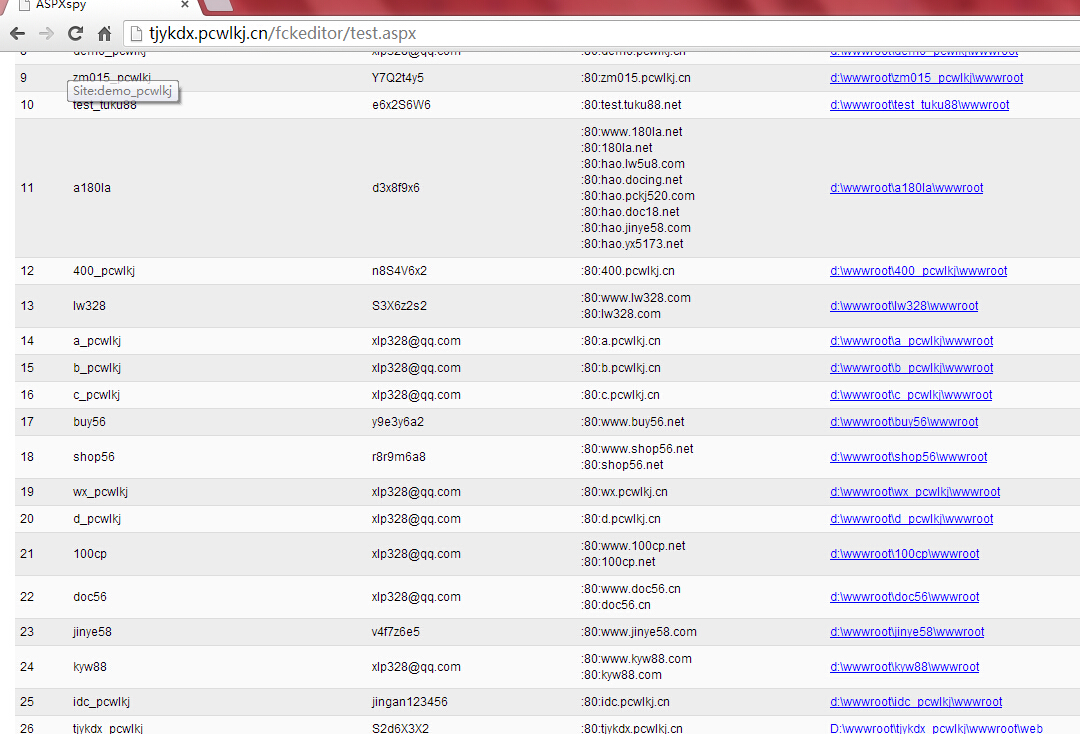 ASPXspy
tjykdx.pcwlkj.cn/fckeditor/test.aspx
8 demo_pcwlkj xlp328@qq.com :80:demo.pcwlkj.cn d:\wwwroot\demo_pcwlkj\wwwroot
9 zm015_pcwlkj Y7Q2t4y5 :80:zm015.pcwlkj.cn d:\wwwroot\zm015_pcwlkj\wwwroot
Site:demo_pcwlkj
10 test_tuku88 e6x2S6W6 :80:test.tuku88.net d:\wwwroot\test_tuku88\wwwroot
:80:www.180la.net
:80:180la.net
:80:hao.lw5u8.com
:80:hao.docing.net
11 a180la d3x8f9x6 d:\wwwroot\a180la\wwwroot
:80:hao.pckj520.com
:80:hao.doc18.net
:80:hao.jinye58.com
:80:hao.yx5173.net
12 400_pcwlkj n8S4V6x2 :80:400.pcwlkj.cn d:\wwwroot\400_pcwlkj\wwwroot
:80:www.lw328.com
13 lw328 S3X6z2s2 d:\wwwroot\lw328\wwwroot
:80:lw328.com
14 a_pcwlkj xlp328@qq.com :80:a.pcwlkj.cn d:\wwwroot\a_pcwlkj\wwwroot
15 b_pcwlkj xlp328@qq.com :80:b.pcwlkj.cn d:\wwwroot\b_pcwlkj\wwwroot
16 c_pcwlkj xlp328@qq.com :80:c.pcwlkj.cn d:\wwwroot\c_pcwlkj\wwwroot
17 buy56 y9e3y6a2 :80:www.buy56.net d:\wwwroot\buy56\wwwroot
:80:www.shop56.net
18 shop56 r8r9m6a8 d:\wwwroot\shop56\wwwroot
:80:shop56.net
19 wx_pcwlkj xlp328@qq.com :80:wx.pcwlkj.cn d:\wwwroot\wx_pcwlkj\wwwroot
20 d_pcwlkj xlp328@qq.com :80:d.pcwlkj.cn d:\wwwroot\d_pcwlkj\wwwroot
:80:www.100cp.net
21 100cp xlp328@qq.com d:\wwwroot\100cp\wwwroot
:80:100cp.net
:80:www.doc56.cn
22 doc56 xlp328@qq.com d:\wwwroot\doc56\wwwroot
:80:doc56.cn
23 jinye58 v4f7z6e5 :80:www.jinye58.com d:\wwwroot\jinye58\wwwroot
:80:www.kyw88.com
24 kyw88 xlp328@qq.com d:\wwwroot\kyw88\wwwroot
:80:kyw88.com
25 idc_pcwlkj jingan123456 :80:idc.pcwlkj.cn d:\wwwroot\idc_pcwlkj\wwwroot
26 tjykdx_pcwlkj S2d6X3X2 :80:tjykdx.pcwlkj.cn D:\wwwroot\tjykdx_pcwlkj\wwwroot\web